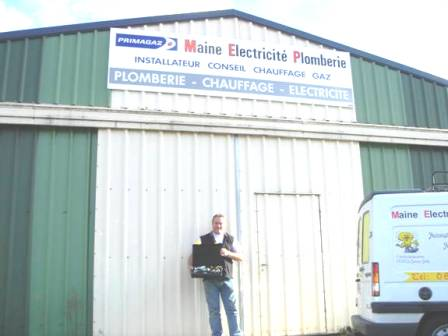 PRIMAGAZ Maine Electricité Plomberie
INSTALLATEUR CONSEIL CHAUFFAGE GAZ
PLOMBERIE - CHAUFFAGE - ELECTRICITE
Maine Elect